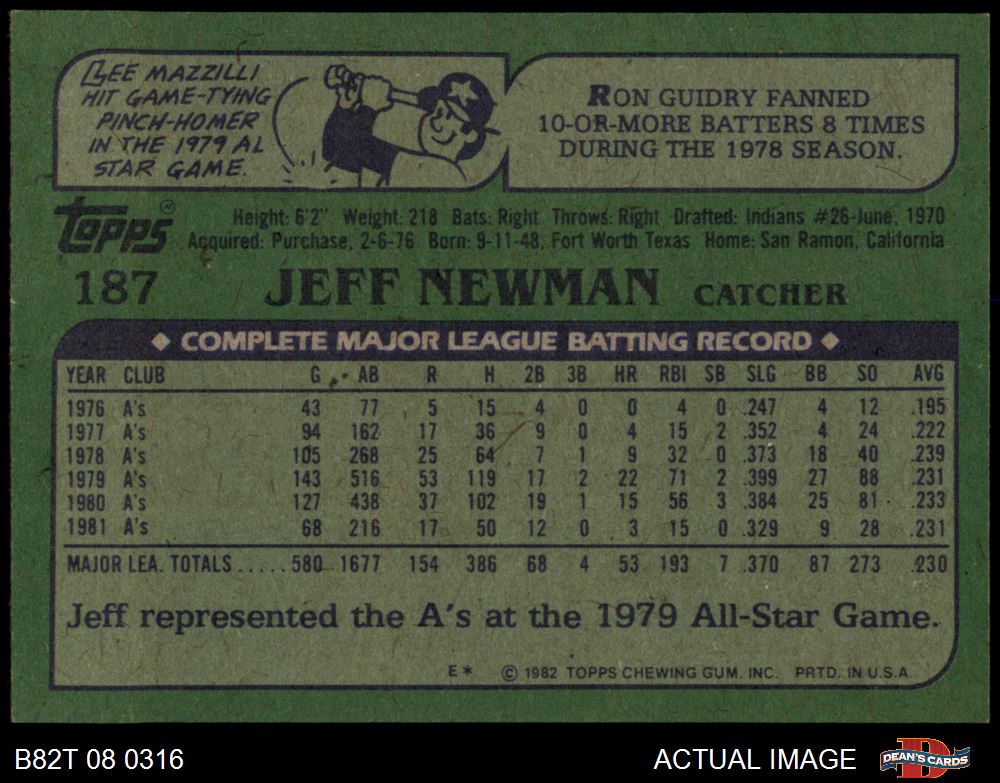 LEE MAZZILLI
HIT GAME-TYING
PINCH-HOMER
IN THE 1979 AL
STAR GAME.
RON GUIDRY FANNED
10-OR-MORE BATTERS 8 TIMES
DURING THE 1978 SEASON.
topps®
Height: 6'2" Weight: 218 Bats: Right Throws: Right Drafted: Indians #26-June, 1970
Acquired: Purchase, 2-6-76 Born: 9-11-48, Fort Worth Texas Home: San Ramon, California
187 JEFF NEWMAN CATCHER
◆ COMPLETE MAJOR LEAGUE BATTING RECORD ◆
YEAR CLUB G AB R H 2B 3B HR RBI SB SLG BB SO AVG
1976 A's 43 77 5 15 4 0 0 4 0 .247 4 12 .195
1977 A's 94 162 17 36 9 0 4 15 2 .352 4 24 .222
1978 A's 105 268 25 64 7 1 9 32 0 .373 18 40 .239
1979 A's 143 516 53 119 17 2 22 71 2 .399 27 88 .231
1980 A's 127 438 37 102 19 1 15 56 3 .384 25 81 .233
1981 A's 68 216 17 50 12 0 3 15 0 .329 9 28 .231
MAJOR LEA. TOTALS.....580 1677 154 386 68 4 53 193 7 .370 87 273 .230
Jeff represented the A's at the 1979 All-Star Game.
E* © 1982 TOPPS CHEWING GUM, INC. PRTD. IN U.S.A.
B82T 08 0316 ACTUAL IMAGE DEAN'S CARDS